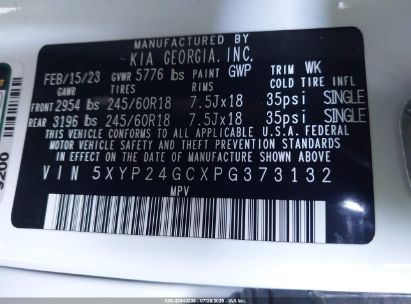 MANUFACTURED BY
KIA GEORGIA, INC.
FEB/15/23 GVWR 5776 lbs PAINT GWP TRIM WK
GAWR TIRES RIMS COLD TIRE INFL
FRONT 2954 lbs 245/60R18 7.5Jx18 35psi SINGLE
REAR 3196 lbs 245/60R18 7.5Jx18 35psi SINGLE
THIS VEHICLE CONFORMS TO ALL APPLICABLE U.S.A. FEDERAL
MOTOR VEHICLE SAFETY, BUMPER, AND THEFT PREVENTION STANDARDS
IN EFFECT ON THE DATE OF MANUFACTURE SHOWN ABOVE.
VIN 5XYP24GCXPG373132
MPV
9200